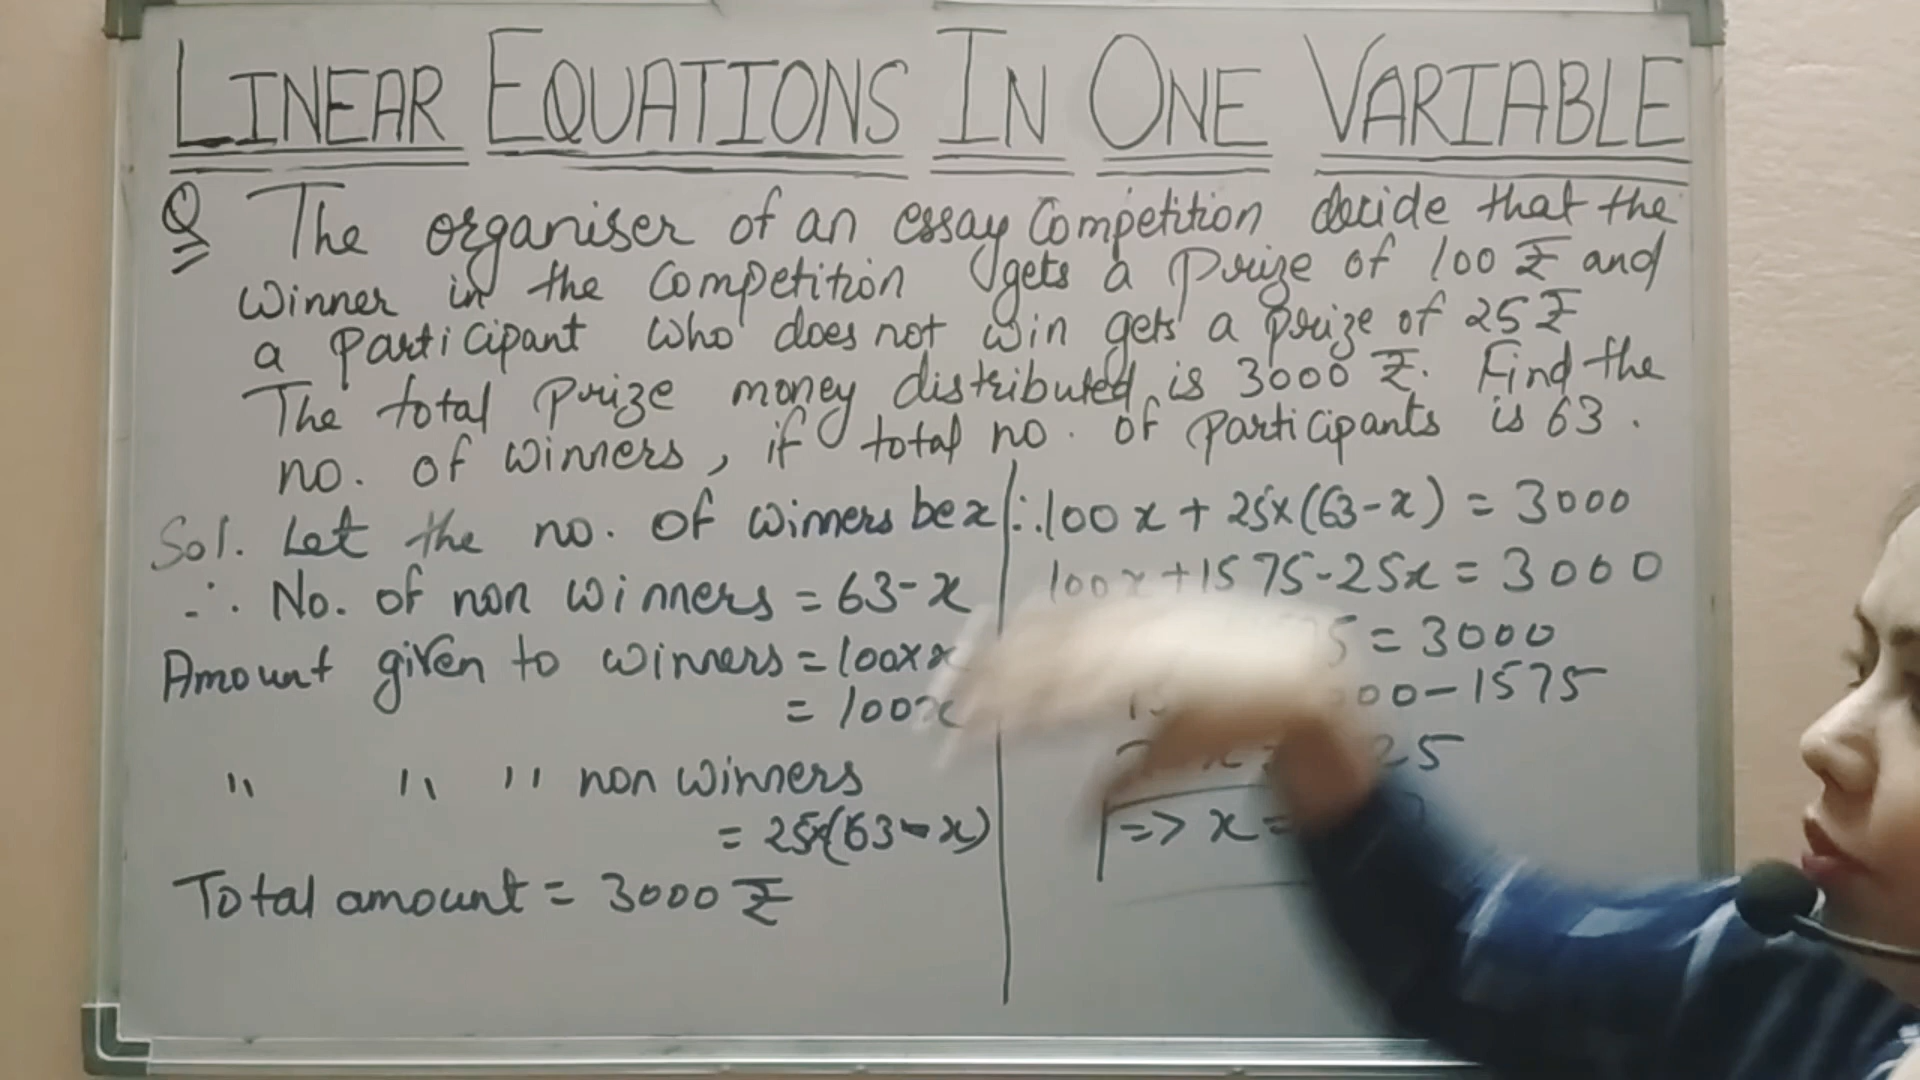 LINEAR EQUATIONS IN ONE VARIABLE
Q The organiser of an essay competition decide that the
winner in the competition gets a prize of 100 ₹ and
a participant who does not win gets a prize of 25 ₹
The total prize money distributed is 3000 ₹. Find the
no. of winners, if total no. of participants is 63.
Sol. Let the no. of winners be x
∴ No. of non winners = 63-x
Amount given to winners = 100×x
= 100x
" " " non winners
= 25×(63-x)
Total amount = 3000 ₹
∴ 100x + 25×(63-x) = 3000
100x + 1575-25x = 3000
5 = 3000
00-1575
25
=> x =